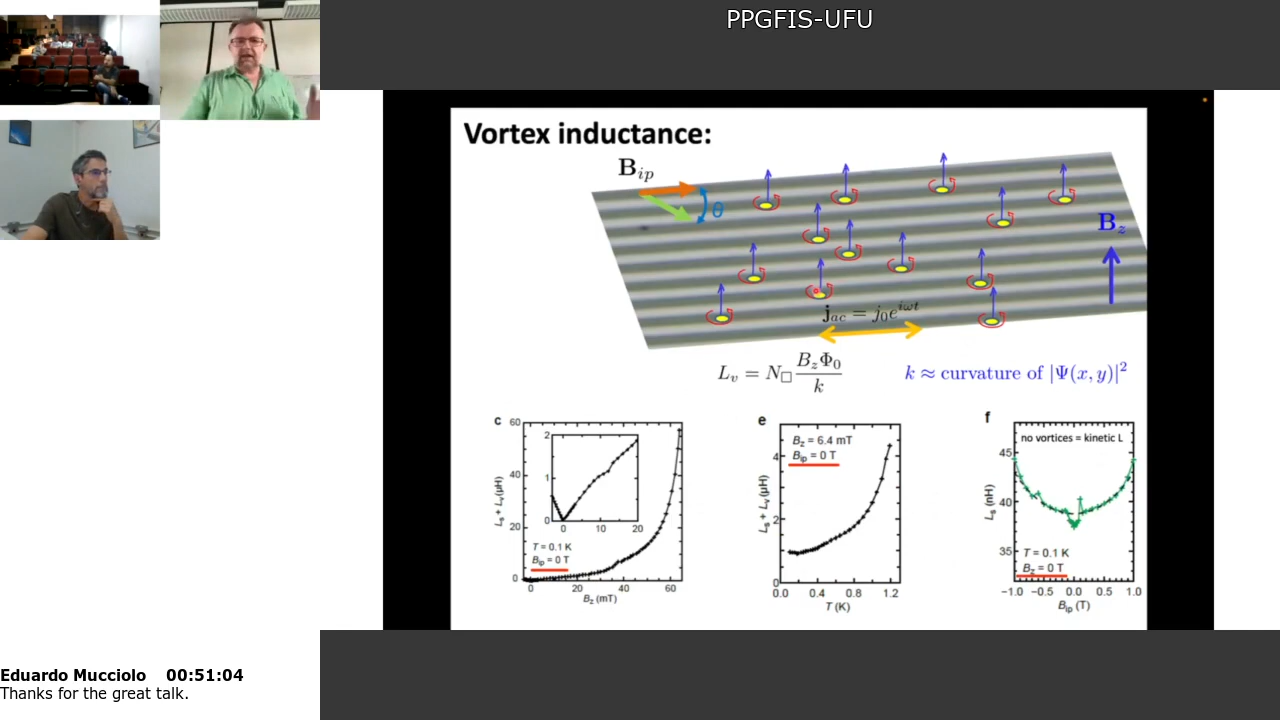 PPGFIS-UFU
Vortex inductance:
B_ip
θ
B_z
j_ac = j_0 e^{iωt}
L_v = N_□ B_z Φ_0 / k
k ≈ curvature of |Ψ(x, y)|^2
c
60
40
20
0
L_s + L_v (μH)
2
1
0
0 10 20
T = 0.1 K
B_ip = 0 T
0 20 40 60
B_z (mT)
e
4
2
0
L_s + L_v (μH)
B_z = 6.4 mT
B_ip = 0 T
0.0 0.4 0.8 1.2
T (K)
f
no vortices = kinetic L
45
40
35
L_s (nH)
T = 0.1 K
B_z = 0 T
−1.0 −0.5 0.0 0.5 1.0
B_ip (T)
Eduardo Mucciolo 00:51:04
Thanks for the great talk.